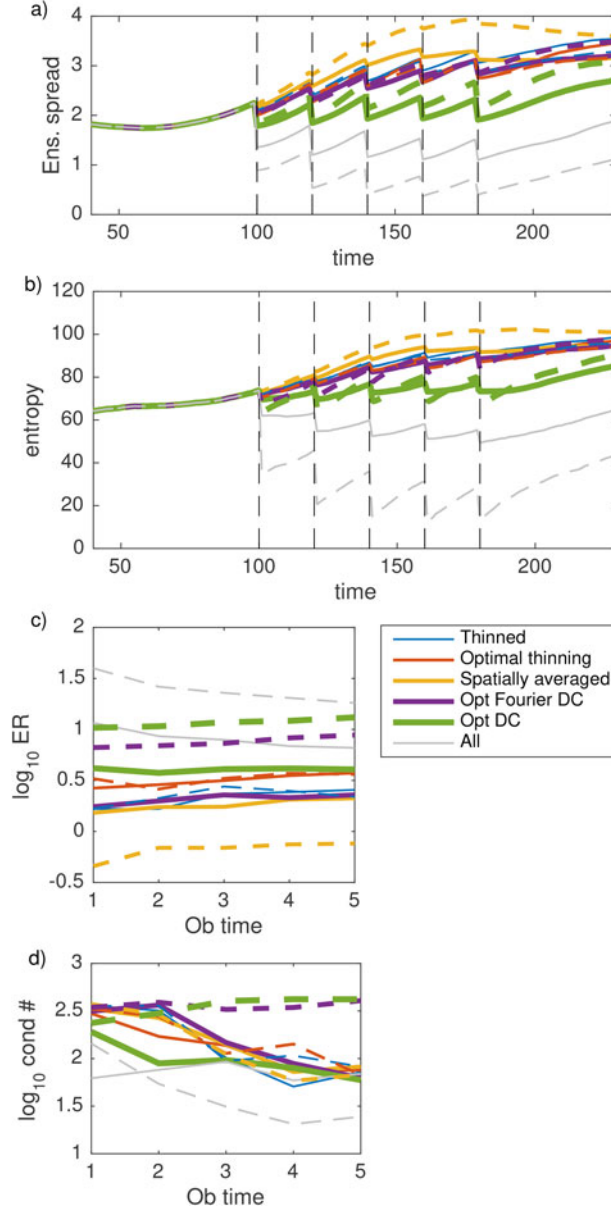 a)
4
3
2
1
0
Ens. spread
50
100
150
200
time
b)
120
100
80
60
40
20
0
entropy
50
100
150
200
time
c)
2
1.5
1
0.5
0
-0.5
log10 ER
1
2
3
4
5
Ob time
Thinned
Optimal thinning
Spatially averaged
Opt Fourier DC
Opt DC
All
d)
3
2.5
2
1.5
1
log10 cond #
1
2
3
4
5
Ob time